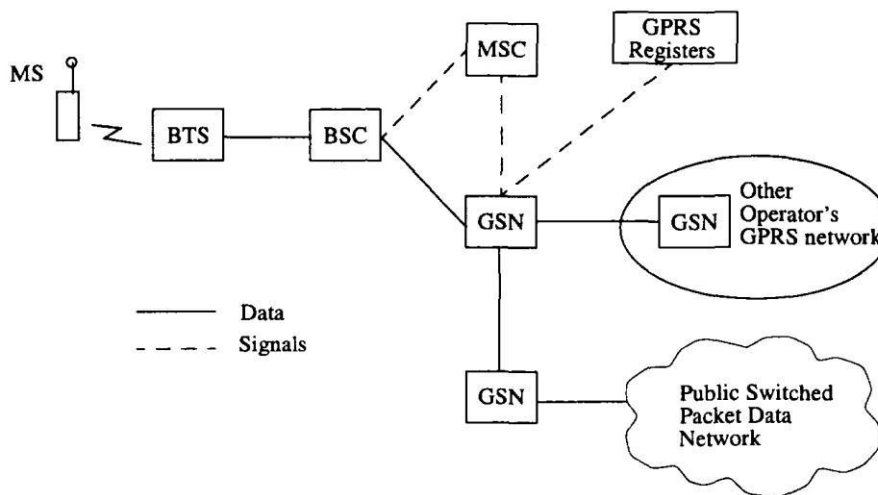 GPRS
Registers
MSC
MS
BTS
BSC
GSN
GSN
Other
Operator's
GPRS network
Data
Signals
GSN
Public Switched
Packet Data
Network